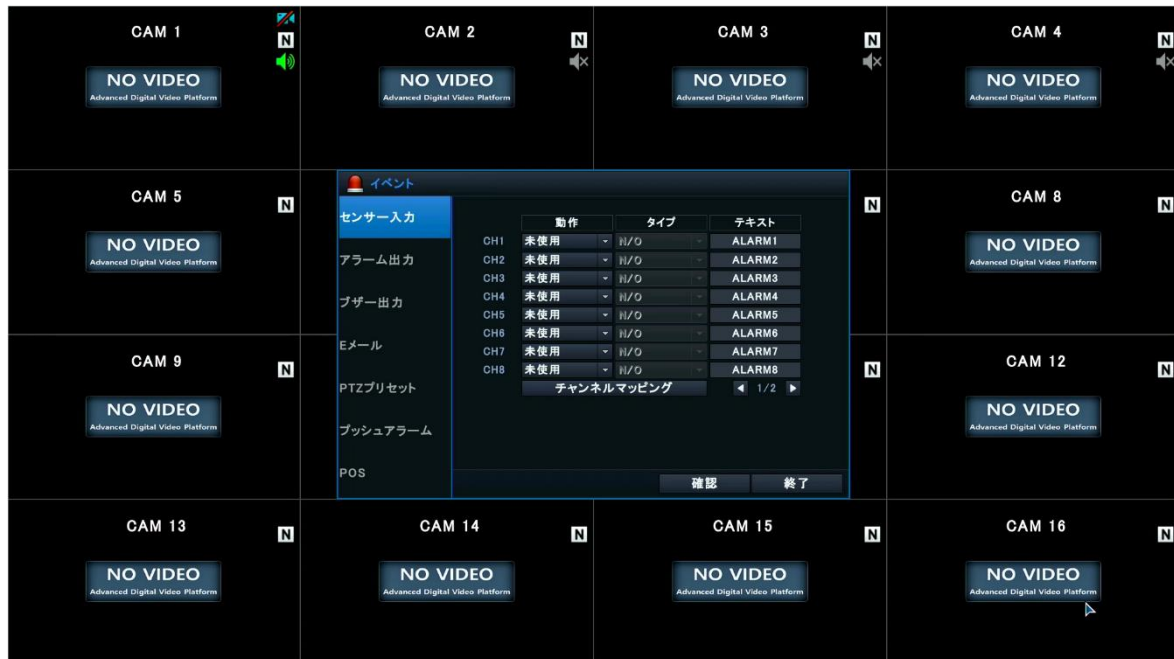 CAM 1
N
NO VIDEO
Advanced Digital Video Platform
CAM 2
N
NO VIDEO
Advanced Digital Video Platform
CAM 3
N
NO VIDEO
Advanced Digital Video Platform
CAM 4
N
NO VIDEO
Advanced Digital Video Platform
CAM 5
N
NO VIDEO
Advanced Digital Video Platform
イベント
センサー入力
アラーム出力
ブザー出力
Eメール
PTZプリセット
プッシュアラーム
POS
動作 タイプ テキスト
CH1 未使用 N/O ALARM1
CH2 未使用 N/O ALARM2
CH3 未使用 N/O ALARM3
CH4 未使用 N/O ALARM4
CH5 未使用 N/O ALARM5
CH6 未使用 N/O ALARM6
CH7 未使用 N/O ALARM7
CH8 未使用 N/O ALARM8
チャンネルマッピング 1/2
確認 終了
N
CAM 8
N
NO VIDEO
Advanced Digital Video Platform
CAM 9
N
NO VIDEO
Advanced Digital Video Platform
N
CAM 12
N
NO VIDEO
Advanced Digital Video Platform
CAM 13
N
NO VIDEO
Advanced Digital Video Platform
CAM 14
N
NO VIDEO
Advanced Digital Video Platform
CAM 15
N
NO VIDEO
Advanced Digital Video Platform
CAM 16
N
NO VIDEO
Advanced Digital Video Platform